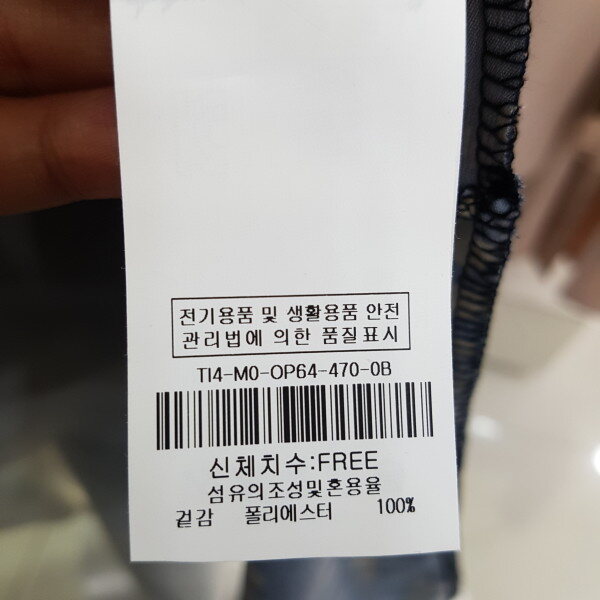 전기용품 및 생활용품 안전
관리법에 의한 품질표시
TI4-M0-OP64-470-0B
신체치수:FREE
섬유의조성및혼용율
겉감 폴리에스터 100%